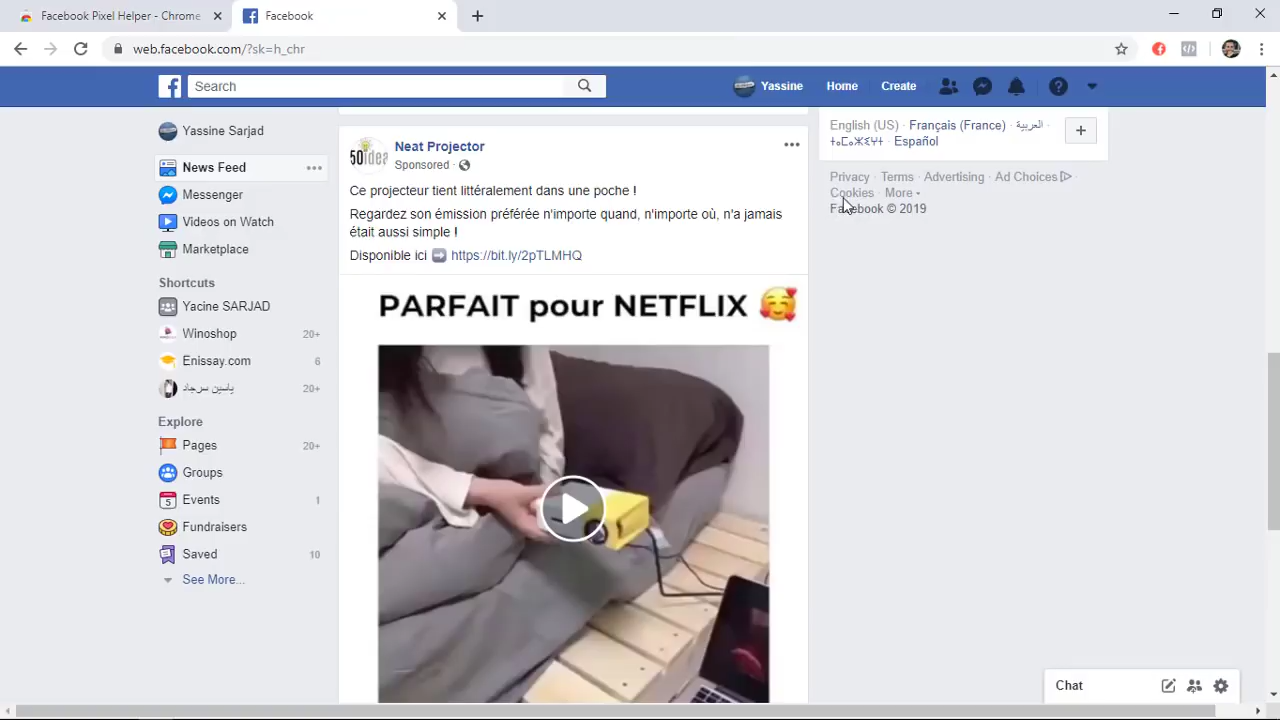 Facebook Pixel Helper - Chrome
Facebook
web.facebook.com/?sk=h_chr
Search
Yassine
Home
Create
Yassine Sarjad
News Feed
Messenger
Videos on Watch
Marketplace
Shortcuts
Yacine SARJAD
Winoshop 20+
Enissay.com 6
ياسين سرجاد 20+
Explore
Pages 20+
Groups
Events 1
Fundraisers
Saved 10
See More...
50idea
Neat Projector
Sponsored ·
Ce projecteur tient littéralement dans une poche !
Regardez son émission préférée n'importe quand, n'importe où, n'a jamais
était aussi simple !
Disponible ici ➡ https://bit.ly/2pTLMHQ
PARFAIT pour NETFLIX 🥰
English (US) · Français (France) · العربية ·
ⵜⴰⵎⴰⵣⵉⵖⵜ · Español
Privacy · Terms · Advertising · Ad Choices ·
Cookies · More
Facebook © 2019
Chat